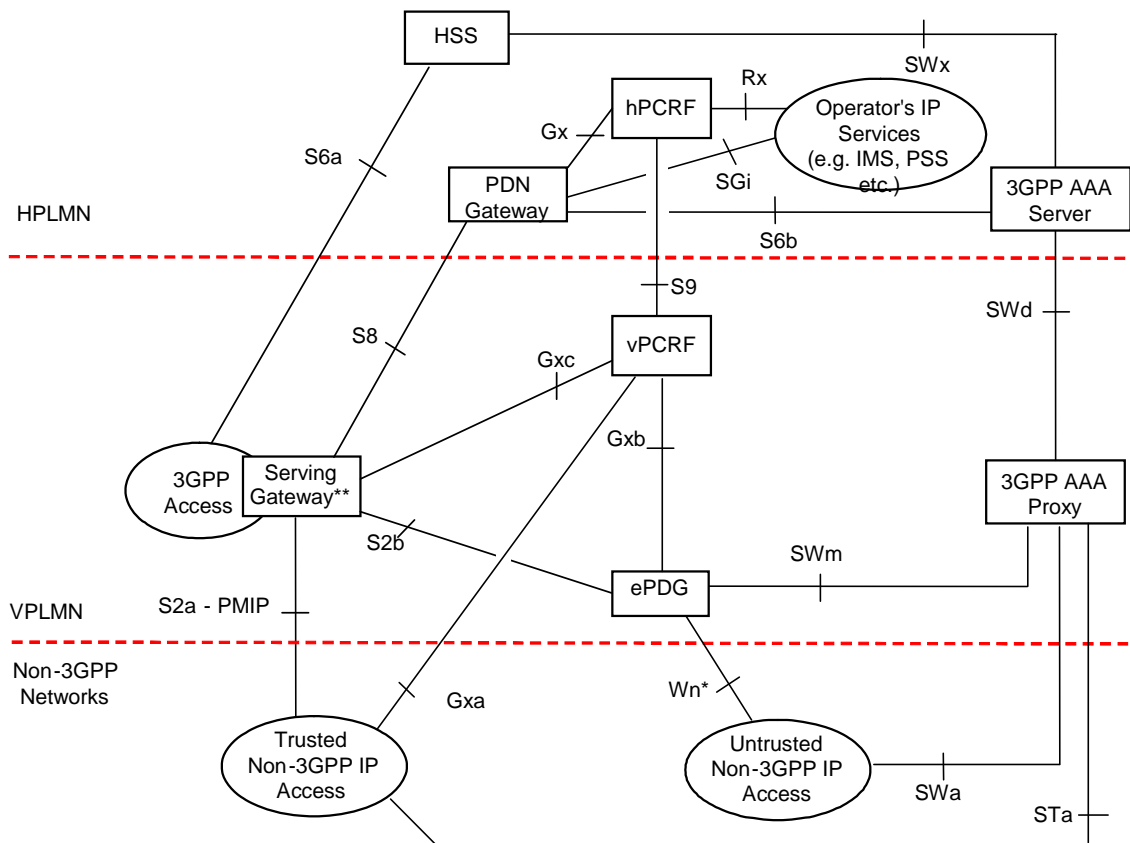 HSS
SWx
Rx
hPCRF
Operator's IP
Services
(e.g. IMS, PSS
etc.)
Gx
S6a
SGi
PDN
Gateway
3GPP AAA
Server
HPLMN
S6b
S9
SWd
S8
vPCRF
Gxc
Gxb
3GPP
Access
Serving
Gateway**
3GPP AAA
Proxy
S2b
SWm
ePDG
S2a - PMIP
VPLMN
Non-3GPP
Networks
Wn*
Gxa
Trusted
Non-3GPP IP
Access
Untrusted
Non-3GPP IP
Access
SWa
STa